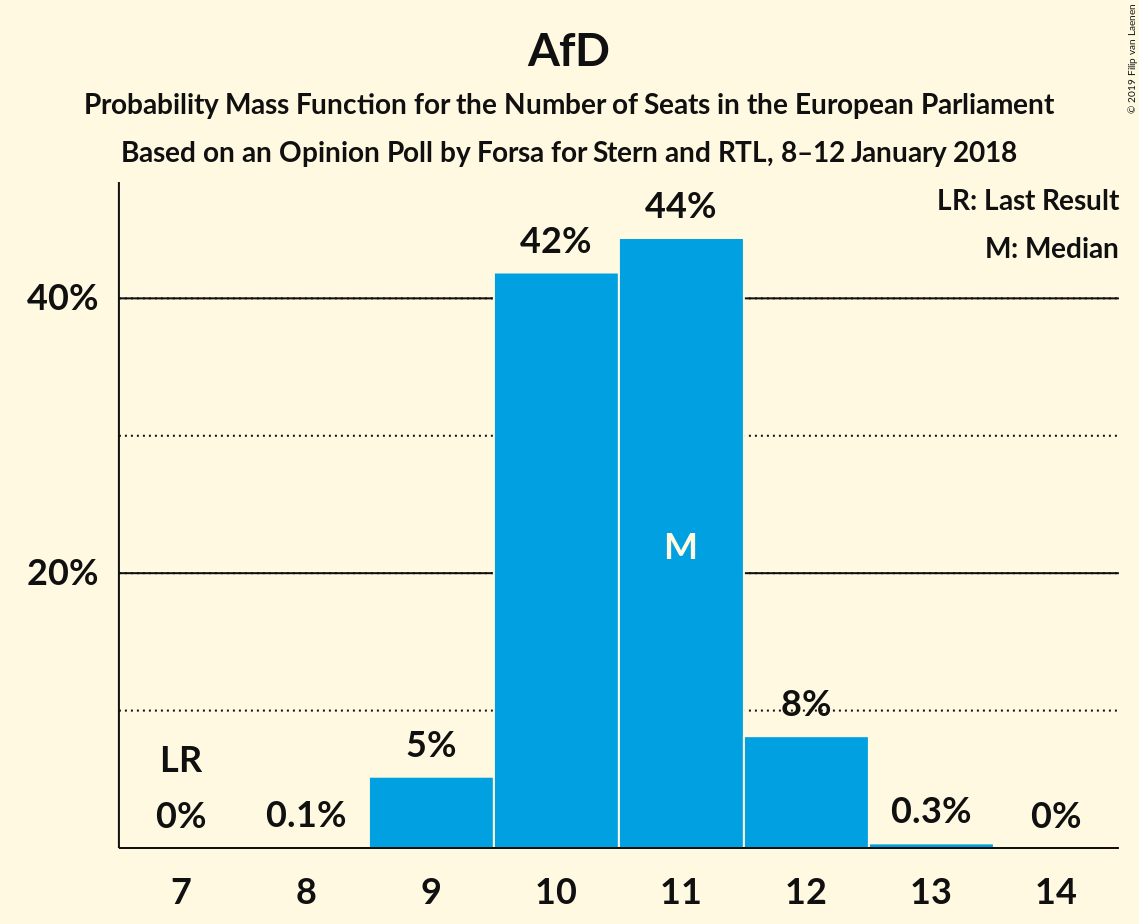 AfD
Probability Mass Function for the Number of Seats in the European Parliament
Based on an Opinion Poll by Forsa for Stern and RTL, 8–12 January 2018
© 2019 Filip van Laenen
LR: Last Result
M: Median
44%
42%
40%
M
20%
8%
5%
LR
0%
0.1%
0.3%
0%
7 8 9 10 11 12 13 14